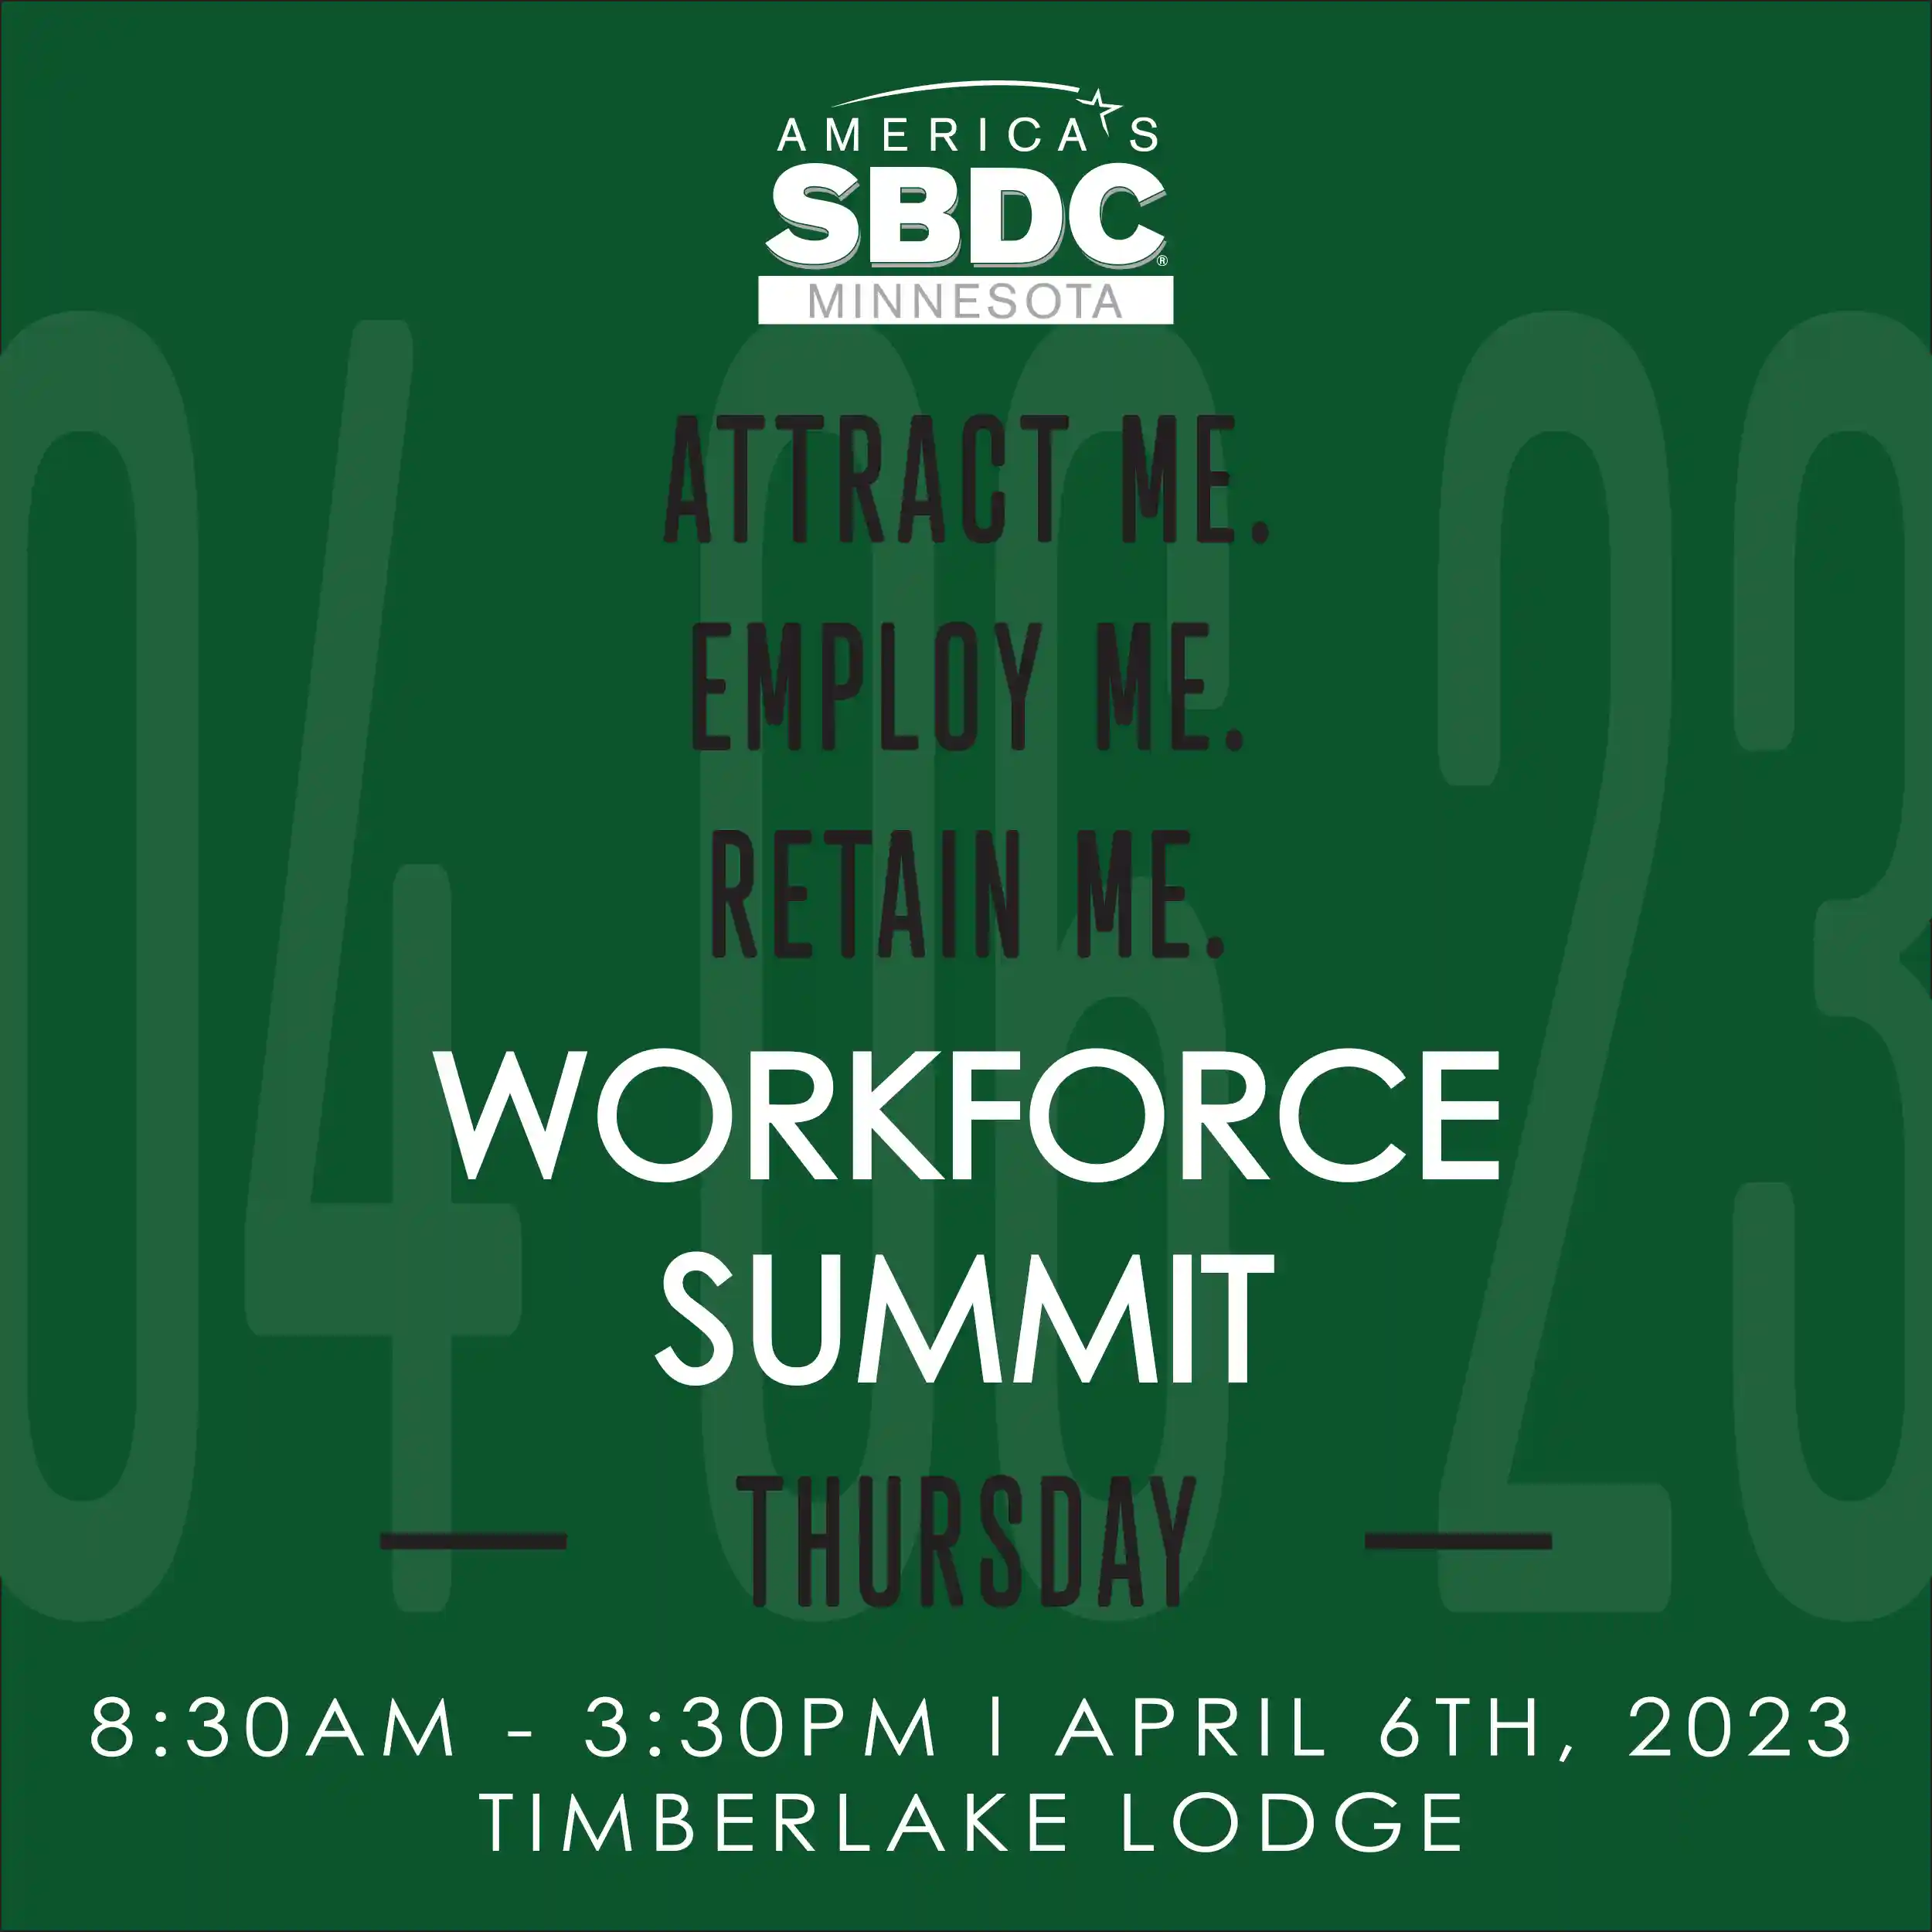 AMERICA'S
SBDC®
MINNESOTA
04 06 23
ATTRACT ME.
EMPLOY ME.
RETAIN ME.
WORKFORCE
SUMMIT
THURSDAY
8:30AM - 3:30PM | APRIL 6TH, 2023
TIMBERLAKE LODGE